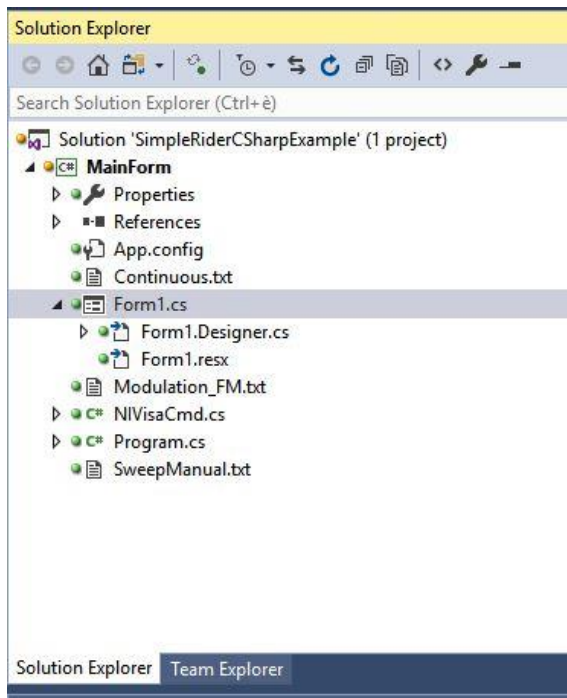 Solution Explorer
Search Solution Explorer (Ctrl+è)
Solution 'SimpleRiderCSharpExample' (1 project)
C# MainForm
Properties
References
App.config
Continuous.txt
Form1.cs
Form1.Designer.cs
Form1.resx
Modulation_FM.txt
C# NIVisaCmd.cs
C# Program.cs
SweepManual.txt
Solution Explorer Team Explorer